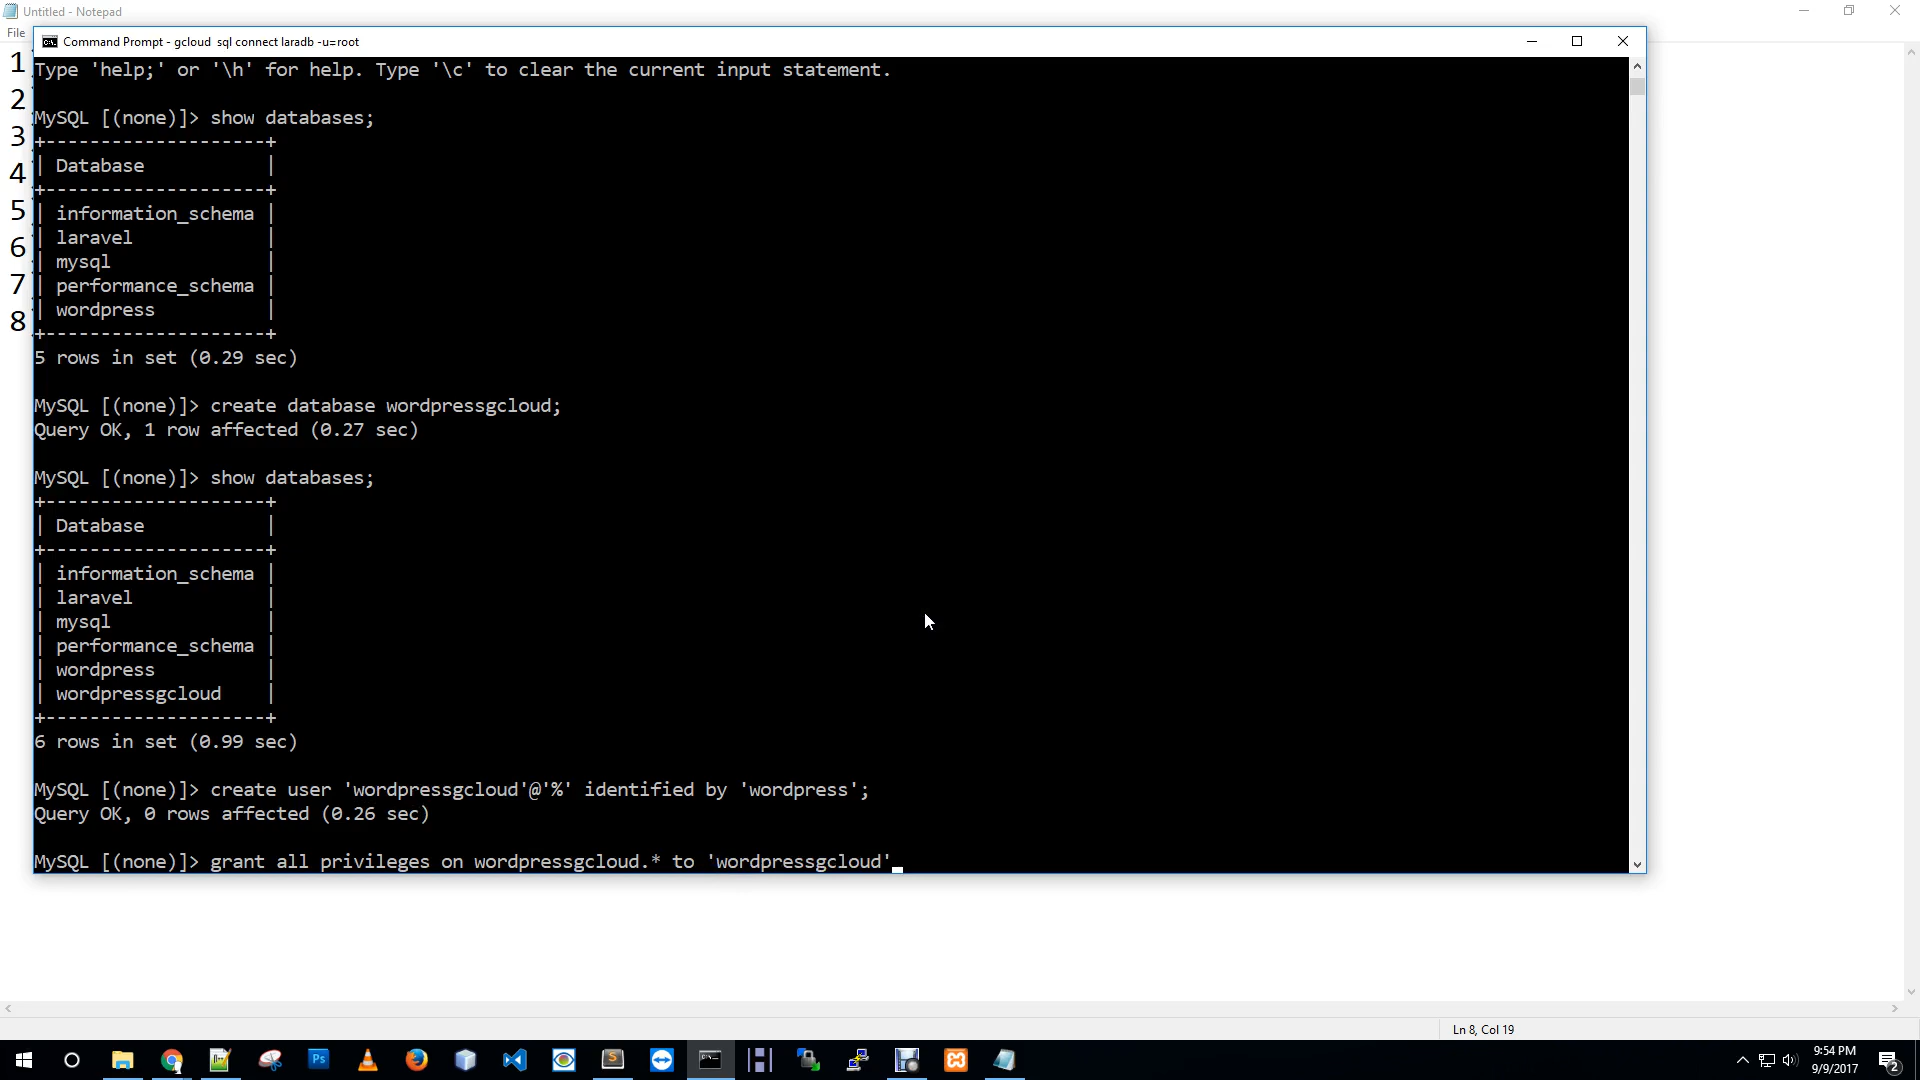 Untitled - Notepad
File
Command Prompt - gcloud  sql connect laradb -u=root
1
2
3
4
5
6
7
8
Type 'help;' or '\h' for help. Type '\c' to clear the current input statement.
MySQL [(none)]> show databases;
+--------------------+
| Database           |
+--------------------+
| information_schema |
| laravel            |
| mysql              |
| performance_schema |
| wordpress          |
+--------------------+
5 rows in set (0.29 sec)
MySQL [(none)]> create database wordpressgcloud;
Query OK, 1 row affected (0.27 sec)
MySQL [(none)]> show databases;
+--------------------+
| Database           |
+--------------------+
| information_schema |
| laravel            |
| mysql              |
| performance_schema |
| wordpress          |
| wordpressgcloud    |
+--------------------+
6 rows in set (0.99 sec)
MySQL [(none)]> create user 'wordpressgcloud'@'%' identified by 'wordpress';
Query OK, 0 rows affected (0.26 sec)
MySQL [(none)]> grant all privileges on wordpressgcloud.* to 'wordpressgcloud'
Ln 8, Col 19
9:54 PM
9/9/2017
2